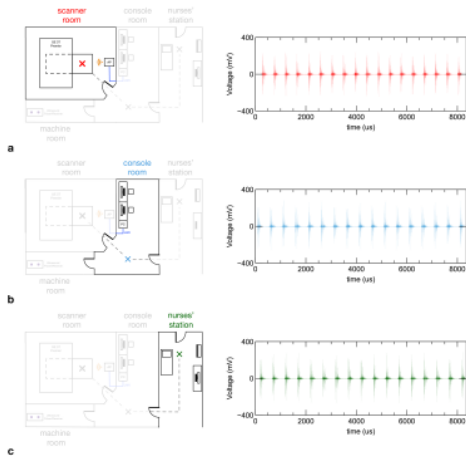 scanner room
console room
nurses' station
machine room
400
0
−400
Voltage (mV)
0 2000 4000 6000 8000
time (us)
a
scanner room
console room
nurses' station
machine room
400
0
−400
Voltage (mV)
0 2000 4000 6000 8000
time (us)
b
scanner room
console room
nurses' station
machine room
400
0
−400
Voltage (mV)
0 2000 4000 6000 8000
time (us)
c